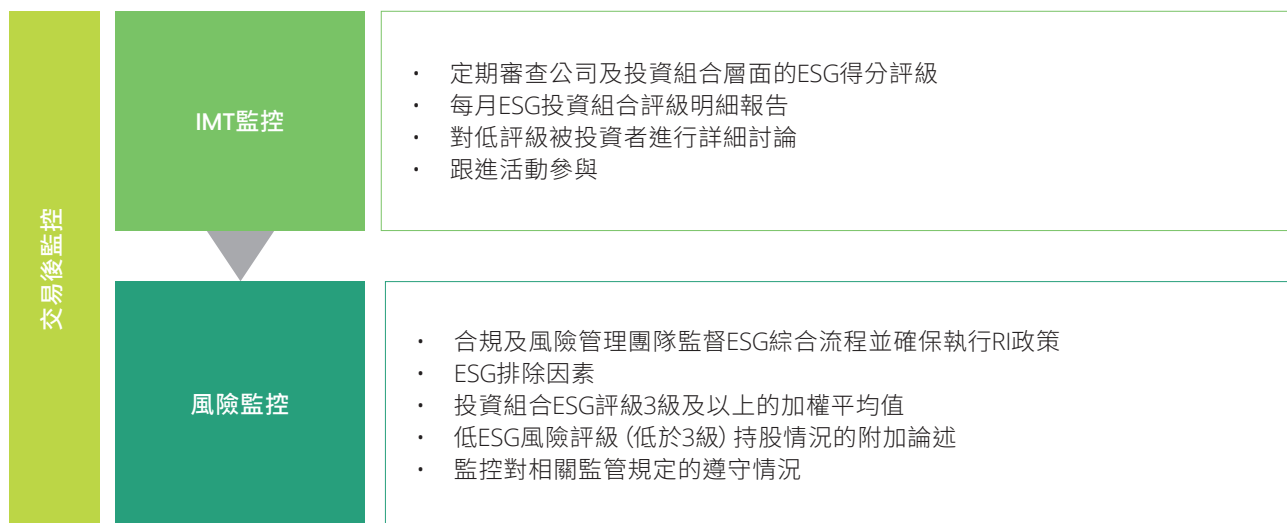 交易後監控
IMT監控
• 定期審查公司及投資組合層面的ESG得分評級
• 每月ESG投資組合評級明細報告
• 對低評級被投資者進行詳細討論
• 跟進活動參與
風險監控
• 合規及風險管理團隊監督ESG綜合流程並確保執行RI政策
• ESG排除因素
• 投資組合ESG評級3級及以上的加權平均值
• 低ESG風險評級（低於3級）持股情況的附加論述
• 監控對相關監管規定的遵守情況